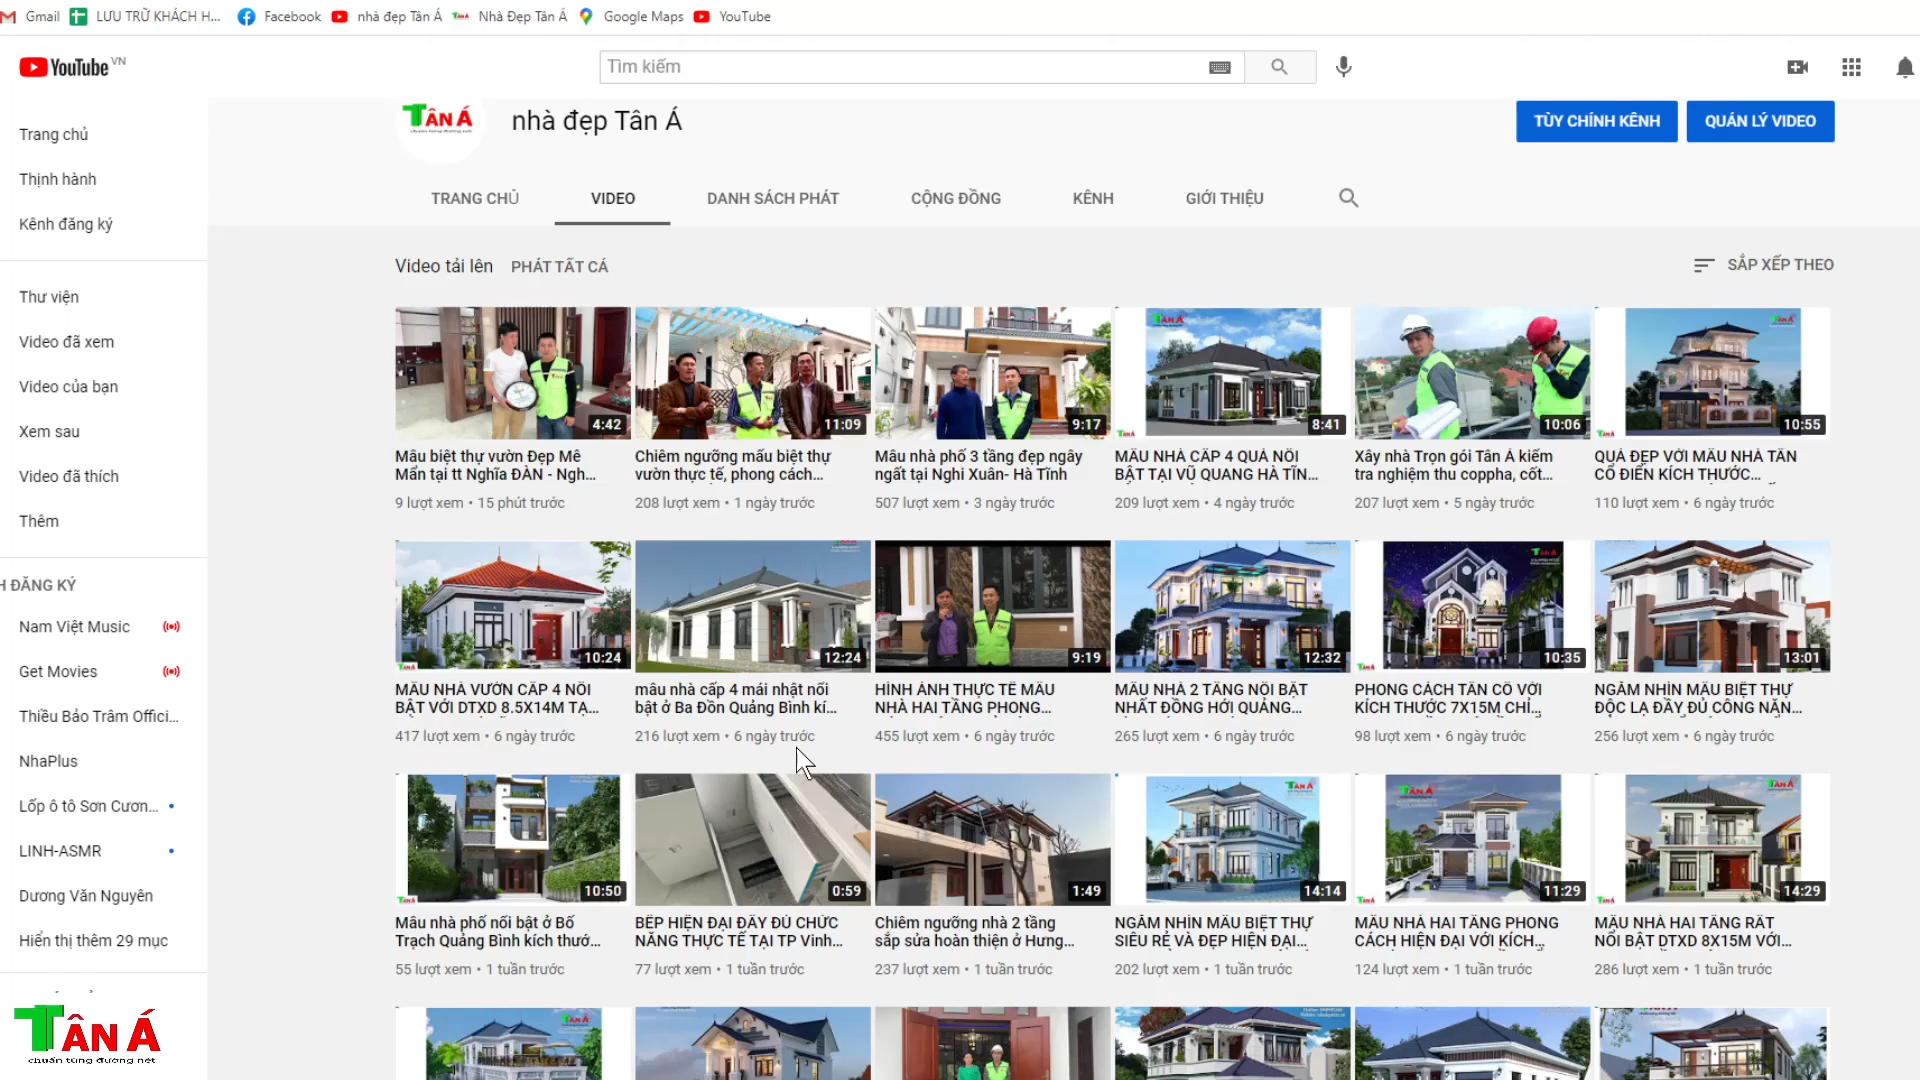 Gmail
LƯU TRỮ KHÁCH H...
Facebook
nhà đẹp Tân Á
Nhà Đẹp Tân Á
Google Maps
YouTube
YouTube VN
Tìm kiếm
Trang chủ
Thịnh hành
Kênh đăng ký
Thư viện
Video đã xem
Video của bạn
Xem sau
Video đã thích
Thêm
H ĐĂNG KÝ
Nam Việt Music
Get Movies
Thiều Bảo Trâm Offici...
NhaPlus
Lốp ô tô Sơn Cươn...
LINH-ASMR
Dương Văn Nguyên
Hiển thị thêm 29 mục
TÂN Á
chuẩn từng đường nét
TÂN Á
chuẩn từng đường nét
nhà đẹp Tân Á
TÙY CHỈNH KÊNH
QUẢN LÝ VIDEO
TRANG CHỦ
VIDEO
DANH SÁCH PHÁT
CỘNG ĐỒNG
KÊNH
GIỚI THIỆU
Video tải lên
PHÁT TẤT CẢ
SẮP XẾP THEO
4:42
Mẫu biệt thự vườn Đẹp Mê
Mẩn tại tt Nghĩa ĐÀN - Ngh...
9 lượt xem • 15 phút trước
11:09
Chiêm ngưỡng mẫu biệt thự
vườn thực tế, phong cách...
208 lượt xem • 1 ngày trước
9:17
Mẫu nhà phố 3 tầng đẹp ngây
ngất tại Nghi Xuân- Hà Tĩnh
507 lượt xem • 3 ngày trước
TÂN Á
8:41
MẪU NHÀ CẤP 4 QUÁ NỔI
BẬT TẠI VŨ QUANG HÀ TĨN...
209 lượt xem • 4 ngày trước
10:06
Xây nhà Trọn gói Tân Á kiểm
tra nghiệm thu coppha, cốt...
207 lượt xem • 5 ngày trước
TÂN Á
10:55
QUÁ ĐẸP VỚI MẪU NHÀ TÂN
CỔ ĐIỂN KÍCH THƯỚC...
110 lượt xem • 6 ngày trước
10:24
MẪU NHÀ VƯỜN CẤP 4 NỔI
BẬT VỚI DTXD 8.5X14M TẠ...
417 lượt xem • 6 ngày trước
12:24
mẫu nhà cấp 4 mái nhật nổi
bật ở Ba Đồn Quảng Bình kí...
216 lượt xem • 6 ngày trước
9:19
HÌNH ẢNH THỰC TẾ MẪU
NHÀ HAI TẦNG PHONG...
455 lượt xem • 6 ngày trước
12:32
MẪU NHÀ 2 TẦNG NỔI BẬT
NHẤT ĐỒNG HỚI QUẢNG...
265 lượt xem • 6 ngày trước
TÂN Á
10:35
PHONG CÁCH TÂN CỔ VỚI
KÍCH THƯỚC 7X15M CHỈ...
98 lượt xem • 6 ngày trước
13:01
NGẮM NHÌN MẪU BIỆT THỰ
ĐỘC LẠ ĐẦY ĐỦ CÔNG NĂN...
256 lượt xem • 6 ngày trước
10:50
Mẫu nhà phố nổi bật ở Bố
Trạch Quảng Bình kích thướ...
55 lượt xem • 1 tuần trước
0:59
BẾP HIỆN ĐẠI ĐẦY ĐỦ CHỨC
NĂNG THỰC TẾ TẠI TP Vinh...
77 lượt xem • 1 tuần trước
1:49
Chiêm ngưỡng nhà 2 tầng
sắp sửa hoàn thiện ở Hưng...
237 lượt xem • 1 tuần trước
TÂN Á
14:14
NGẮM NHÌN MẪU BIỆT THỰ
SIÊU RẺ VÀ ĐẸP HIỆN ĐẠI...
202 lượt xem • 1 tuần trước
TÂN Á
11:29
MẪU NHÀ HAI TẦNG PHONG
CÁCH HIỆN ĐẠI VỚI KÍCH...
124 lượt xem • 1 tuần trước
TÂN Á
14:29
MẪU NHÀ HAI TẦNG RẤT
NỔI BẬT DTXD 8X15M VỚI...
286 lượt xem • 1 tuần trước